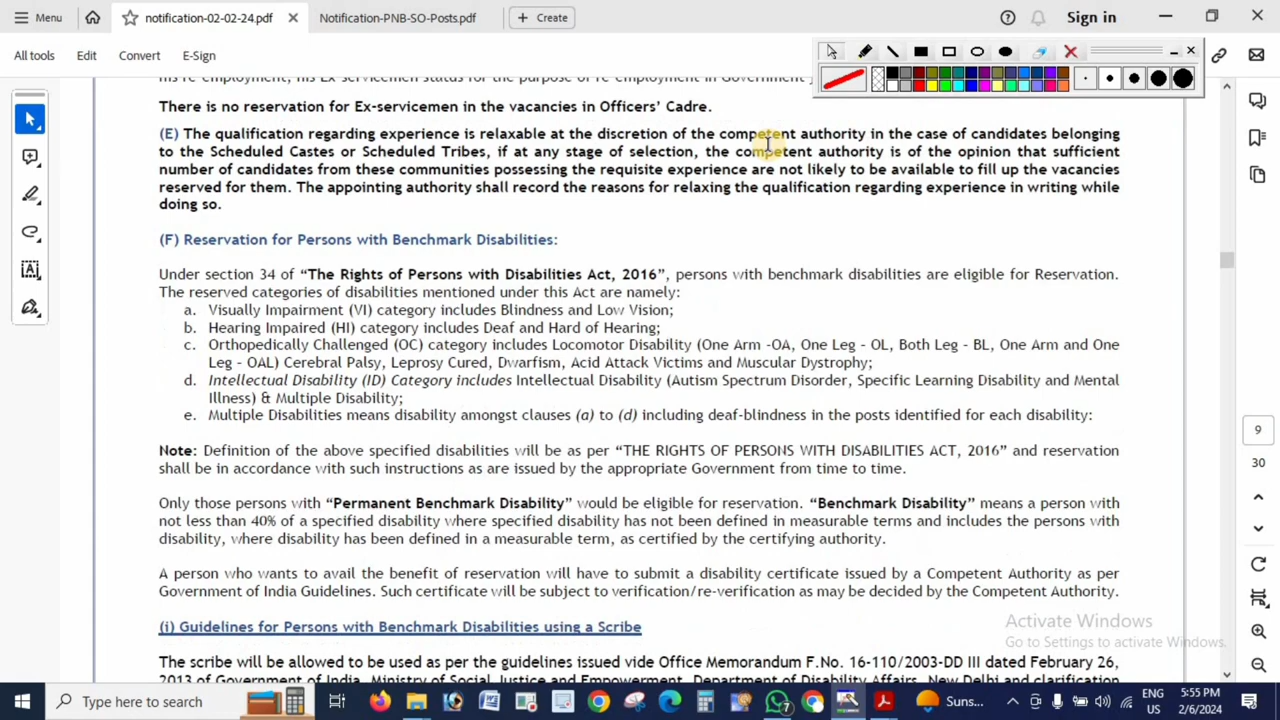 Menu
notification-02-02-24.pdf
Notification-PNB-SO-Posts.pdf
Create
Sign in
All tools Edit Convert E-Sign
There is no reservation for Ex-servicemen in the vacancies in Officers’ Cadre.
(E) The qualification regarding experience is relaxable at the discretion of the competent authority in the case of candidates belonging
to the Scheduled Castes or Scheduled Tribes, if at any stage of selection, the competent authority is of the opinion that sufficient
number of candidates from these communities possessing the requisite experience are not likely to be available to fill up the vacancies
reserved for them. The appointing authority shall record the reasons for relaxing the qualification regarding experience in writing while
doing so.
(F) Reservation for Persons with Benchmark Disabilities:
Under section 34 of “The Rights of Persons with Disabilities Act, 2016”, persons with benchmark disabilities are eligible for Reservation.
The reserved categories of disabilities mentioned under this Act are namely:
a. Visually Impairment (VI) category includes Blindness and Low Vision;
b. Hearing Impaired (HI) category includes Deaf and Hard of Hearing;
c. Orthopedically Challenged (OC) category includes Locomotor Disability (One Arm -OA, One Leg - OL, Both Leg - BL, One Arm and One
Leg - OAL) Cerebral Palsy, Leprosy Cured, Dwarfism, Acid Attack Victims and Muscular Dystrophy;
d. Intellectual Disability (ID) Category includes Intellectual Disability (Autism Spectrum Disorder, Specific Learning Disability and Mental
Illness) & Multiple Disability;
e. Multiple Disabilities means disability amongst clauses (a) to (d) including deaf-blindness in the posts identified for each disability:
Note: Definition of the above specified disabilities will be as per “THE RIGHTS OF PERSONS WITH DISABILITIES ACT, 2016” and reservation
shall be in accordance with such instructions as are issued by the appropriate Government from time to time.
Only those persons with “Permanent Benchmark Disability” would be eligible for reservation. “Benchmark Disability” means a person with
not less than 40% of a specified disability where specified disability has not been defined in measurable terms and includes the persons with
disability, where disability has been defined in a measurable term, as certified by the certifying authority.
A person who wants to avail the benefit of reservation will have to submit a disability certificate issued by a Competent Authority as per
Government of India Guidelines. Such certificate will be subject to verification/re-verification as may be decided by the Competent Authority.
(i) Guidelines for Persons with Benchmark Disabilities using a Scribe
The scribe will be allowed to be used as per the guidelines issued vide Office Memorandum F.No. 16-110/2003-DD III dated February 26,
2013 of Government of India, Ministry of Social Justice and Empowerment, Department of Disability Affairs, New Delhi and clarification
9
30
Activate Windows
Go to Settings to activate Windows.
Type here to search
7
Suns...
ENG
US
5:55 PM
2/6/2024